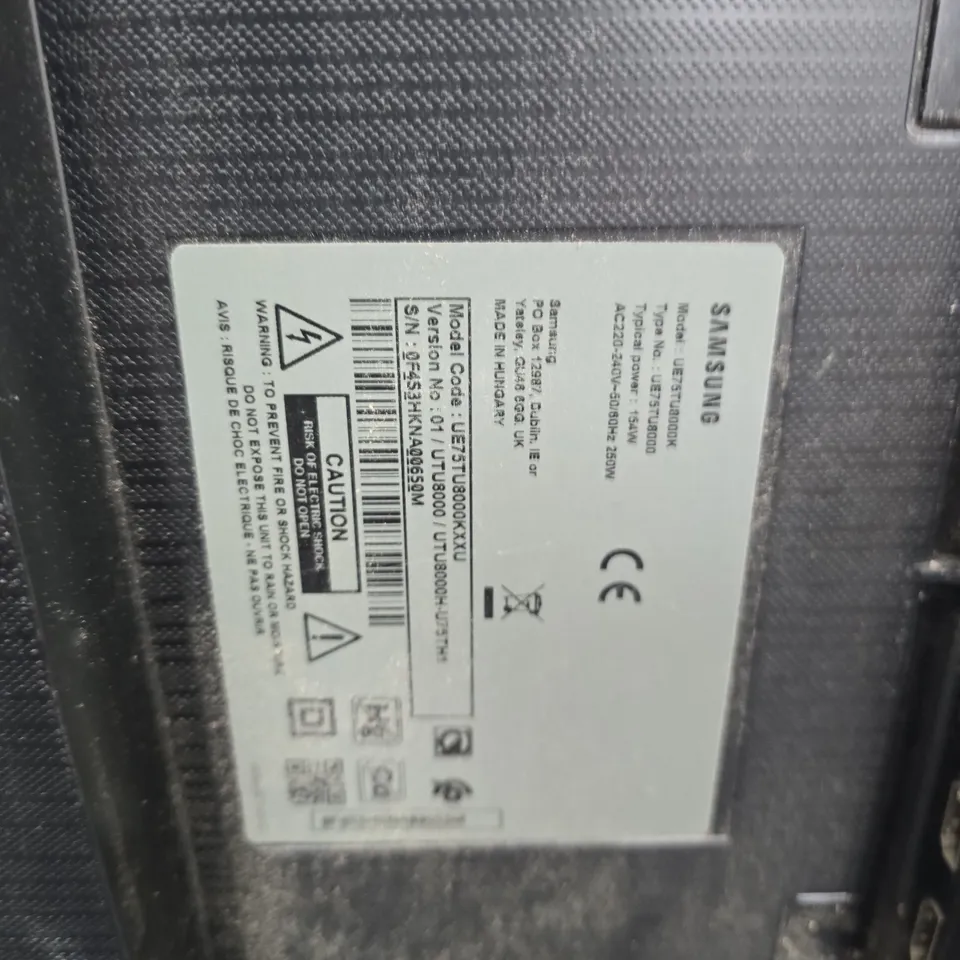 SAMSUNG
Model : UE75TU8000K
Type No. : UE75TU8000
Typical power : 154W
AC220-240V~50/60Hz 250W
CE
Samsung
PO Box 12987, Dublin. IE or
Yateley, GU46 6GG, UK
MADE IN HUNGARY
Model Code : UE75TU8000KXXU
Version No : 01 / UTU8000 / UTU8000H-U75TH1
S/N : 0F4S3HKNA00650M
CAUTION
RISK OF ELECTRIC SHOCK
DO NOT OPEN
WARNING : TO PREVENT FIRE OR SHOCK HAZARD
DO NOT EXPOSE THIS UNIT TO RAIN OR MOISTURE
AVIS : RISQUE DE CHOC ELECTRIQUE - NE PAS OUVRIR